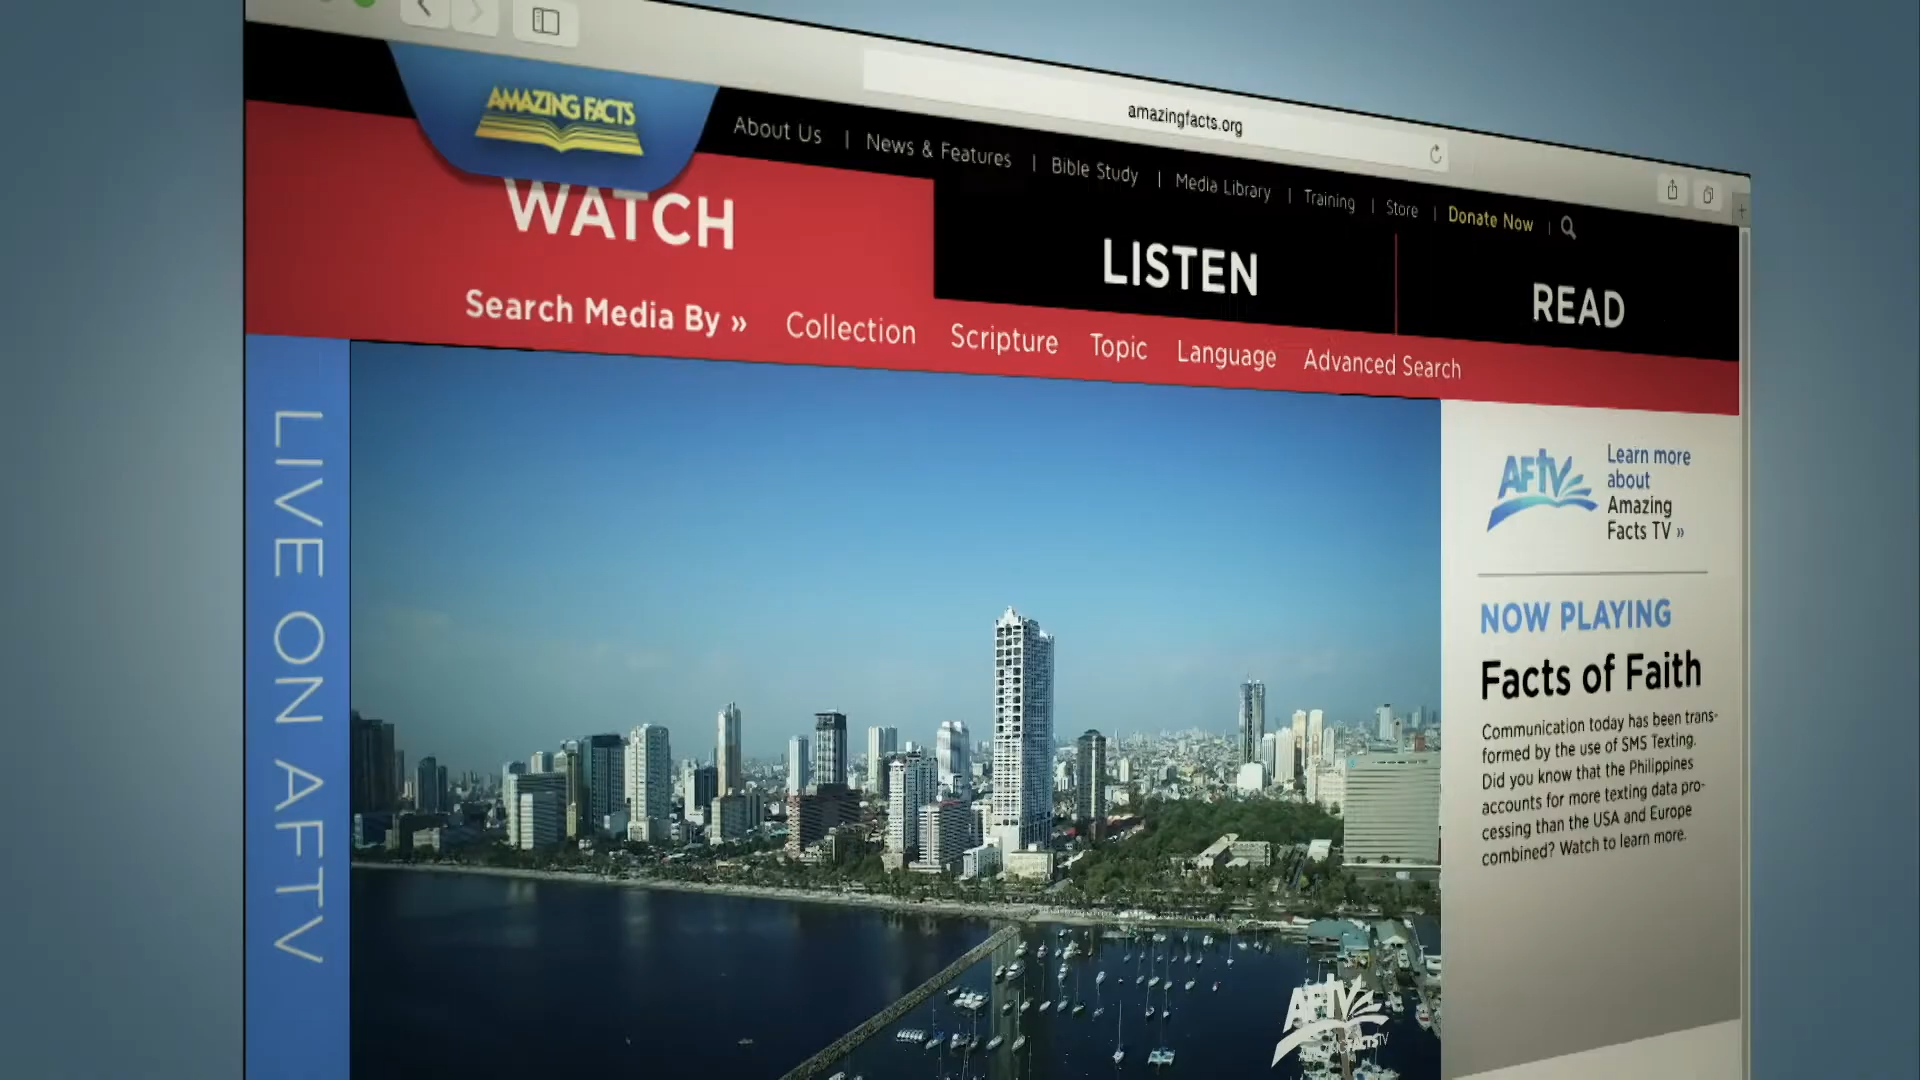 amazingfacts.org
AMAZING FACTS
About Us | News & Features | Bible Study | Media Library | Training | Store | Donate Now |
WATCH
LISTEN
READ
Search Media By » Collection Scripture Topic Language Advanced Search
LIVE ON AFTV
AFTV
Learn more
about
Amazing
Facts TV »
NOW PLAYING
Facts of Faith
Communication today has been trans-
formed by the use of SMS Texting.
Did you know that the Philippines
accounts for more texting data pro-
cessing than the USA and Europe
combined? Watch to learn more.
AFTV
AMAZING FACTS TV